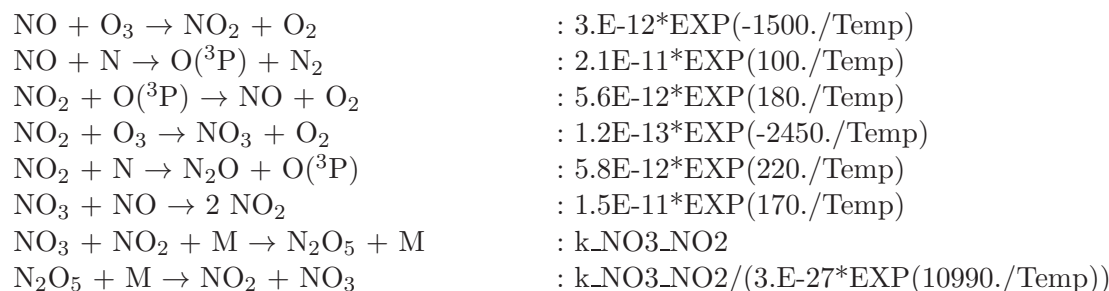 NO + O₃ → NO₂ + O₂ : 3.E-12*EXP(-1500./Temp)
NO + N → O(³P) + N₂ : 2.1E-11*EXP(100./Temp)
NO₂ + O(³P) → NO + O₂ : 5.6E-12*EXP(180./Temp)
NO₂ + O₃ → NO₃ + O₂ : 1.2E-13*EXP(-2450./Temp)
NO₂ + N → N₂O + O(³P) : 5.8E-12*EXP(220./Temp)
NO₃ + NO → 2 NO₂ : 1.5E-11*EXP(170./Temp)
NO₃ + NO₂ + M → N₂O₅ + M : k_NO3_NO2
N₂O₅ + M → NO₂ + NO₃ : k_NO3_NO2/(3.E-27*EXP(10990./Temp))